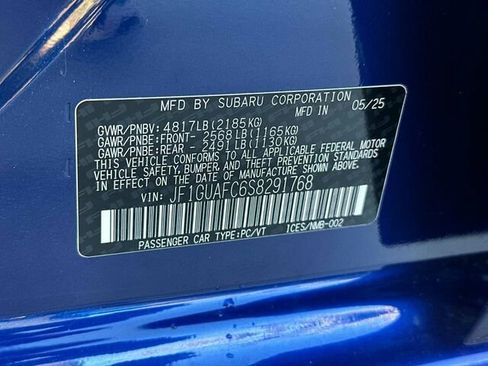 MFD BY SUBARU CORPORATION
MFD IN 05/25
GVWR/PNBV: 4817LB(2185KG)
GAWR/PNBE:FRONT- 2568LB(1165KG)
GAWR/PNBE:REAR - 2491LB(1130KG)
THIS VEHICLE CONFORMS TO ALL APPLICABLE FEDERAL MOTOR
VEHICLE SAFETY, BUMPER, AND THEFT PREVENTION STANDARDS
IN EFFECT ON THE DATE OF MANUFACTURE SHOWN ABOVE.
VIN: JF1GUAFC6S8291768
PASSENGER CAR TYPE:PC/VT ICES/NMB-002